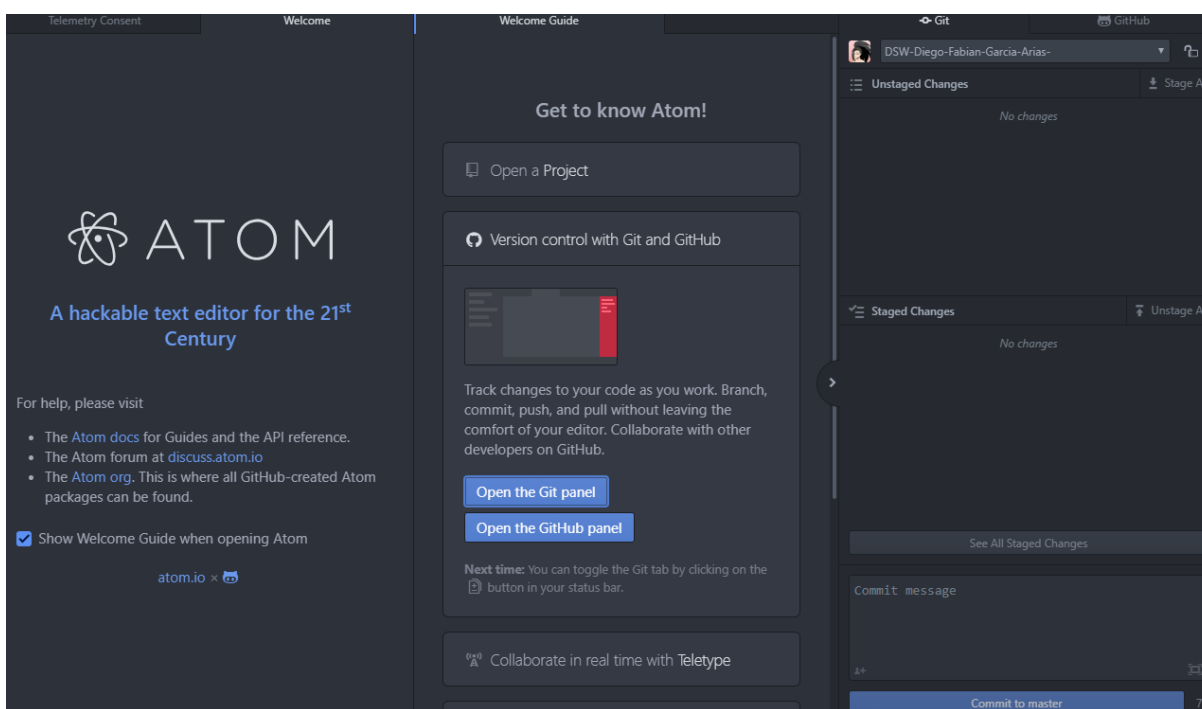 Telemetry Consent
Welcome
Welcome Guide
Git
GitHub
ATOM
A hackable text editor for the 21st
Century
For help, please visit
• The Atom docs for Guides and the API reference.
• The Atom forum at discuss.atom.io
• The Atom org. This is where all GitHub-created Atom
packages can be found.
Show Welcome Guide when opening Atom
atom.io ×
Get to know Atom!
Open a Project
Version control with Git and GitHub
Track changes to your code as you work. Branch,
commit, push, and pull without leaving the
comfort of your editor. Collaborate with other
developers on GitHub.
Open the Git panel
Open the GitHub panel
Next time: You can toggle the Git tab by clicking on the
button in your status bar.
Collaborate in real time with Teletype
DSW-Diego-Fabian-Garcia-Arias-
Unstaged Changes
Stage A
No changes
Staged Changes
Unstage A
No changes
See All Staged Changes
Commit message
Commit to master